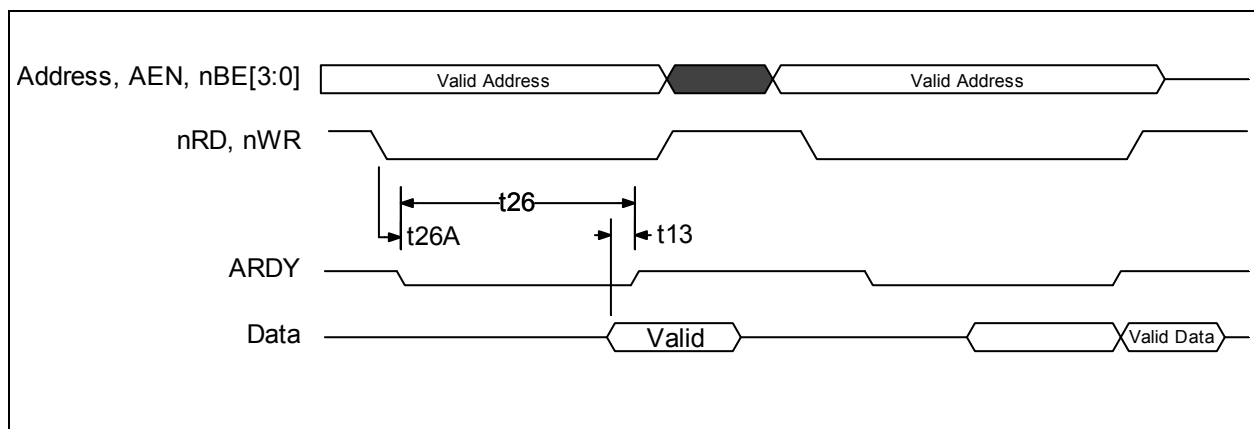 Address, AEN, nBE[3:0]
Valid Address
Valid Address
nRD, nWR
t26
t26A
t13
ARDY
Data
Valid
Valid Data